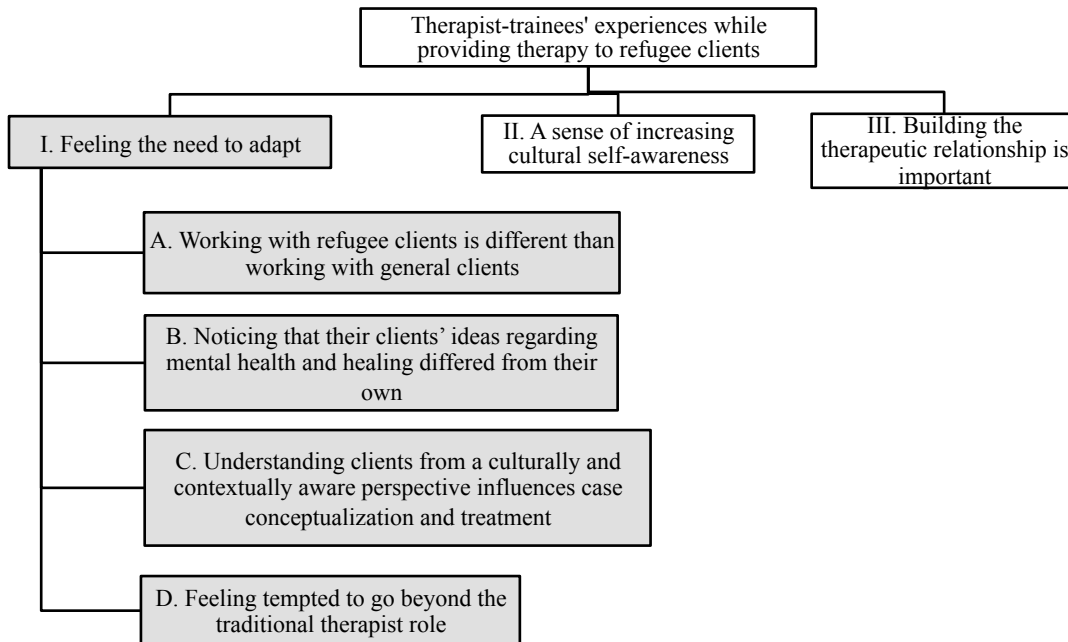 Therapist-trainees' experiences while
providing therapy to refugee clients
I. Feeling the need to adapt
II. A sense of increasing
cultural self-awareness
III. Building the
therapeutic relationship is
important
A. Working with refugee clients is different than
working with general clients
B. Noticing that their clients’ ideas regarding
mental health and healing differed from their
own
C. Understanding clients from a culturally and
contextually aware perspective influences case
conceptualization and treatment
D. Feeling tempted to go beyond the
traditional therapist role